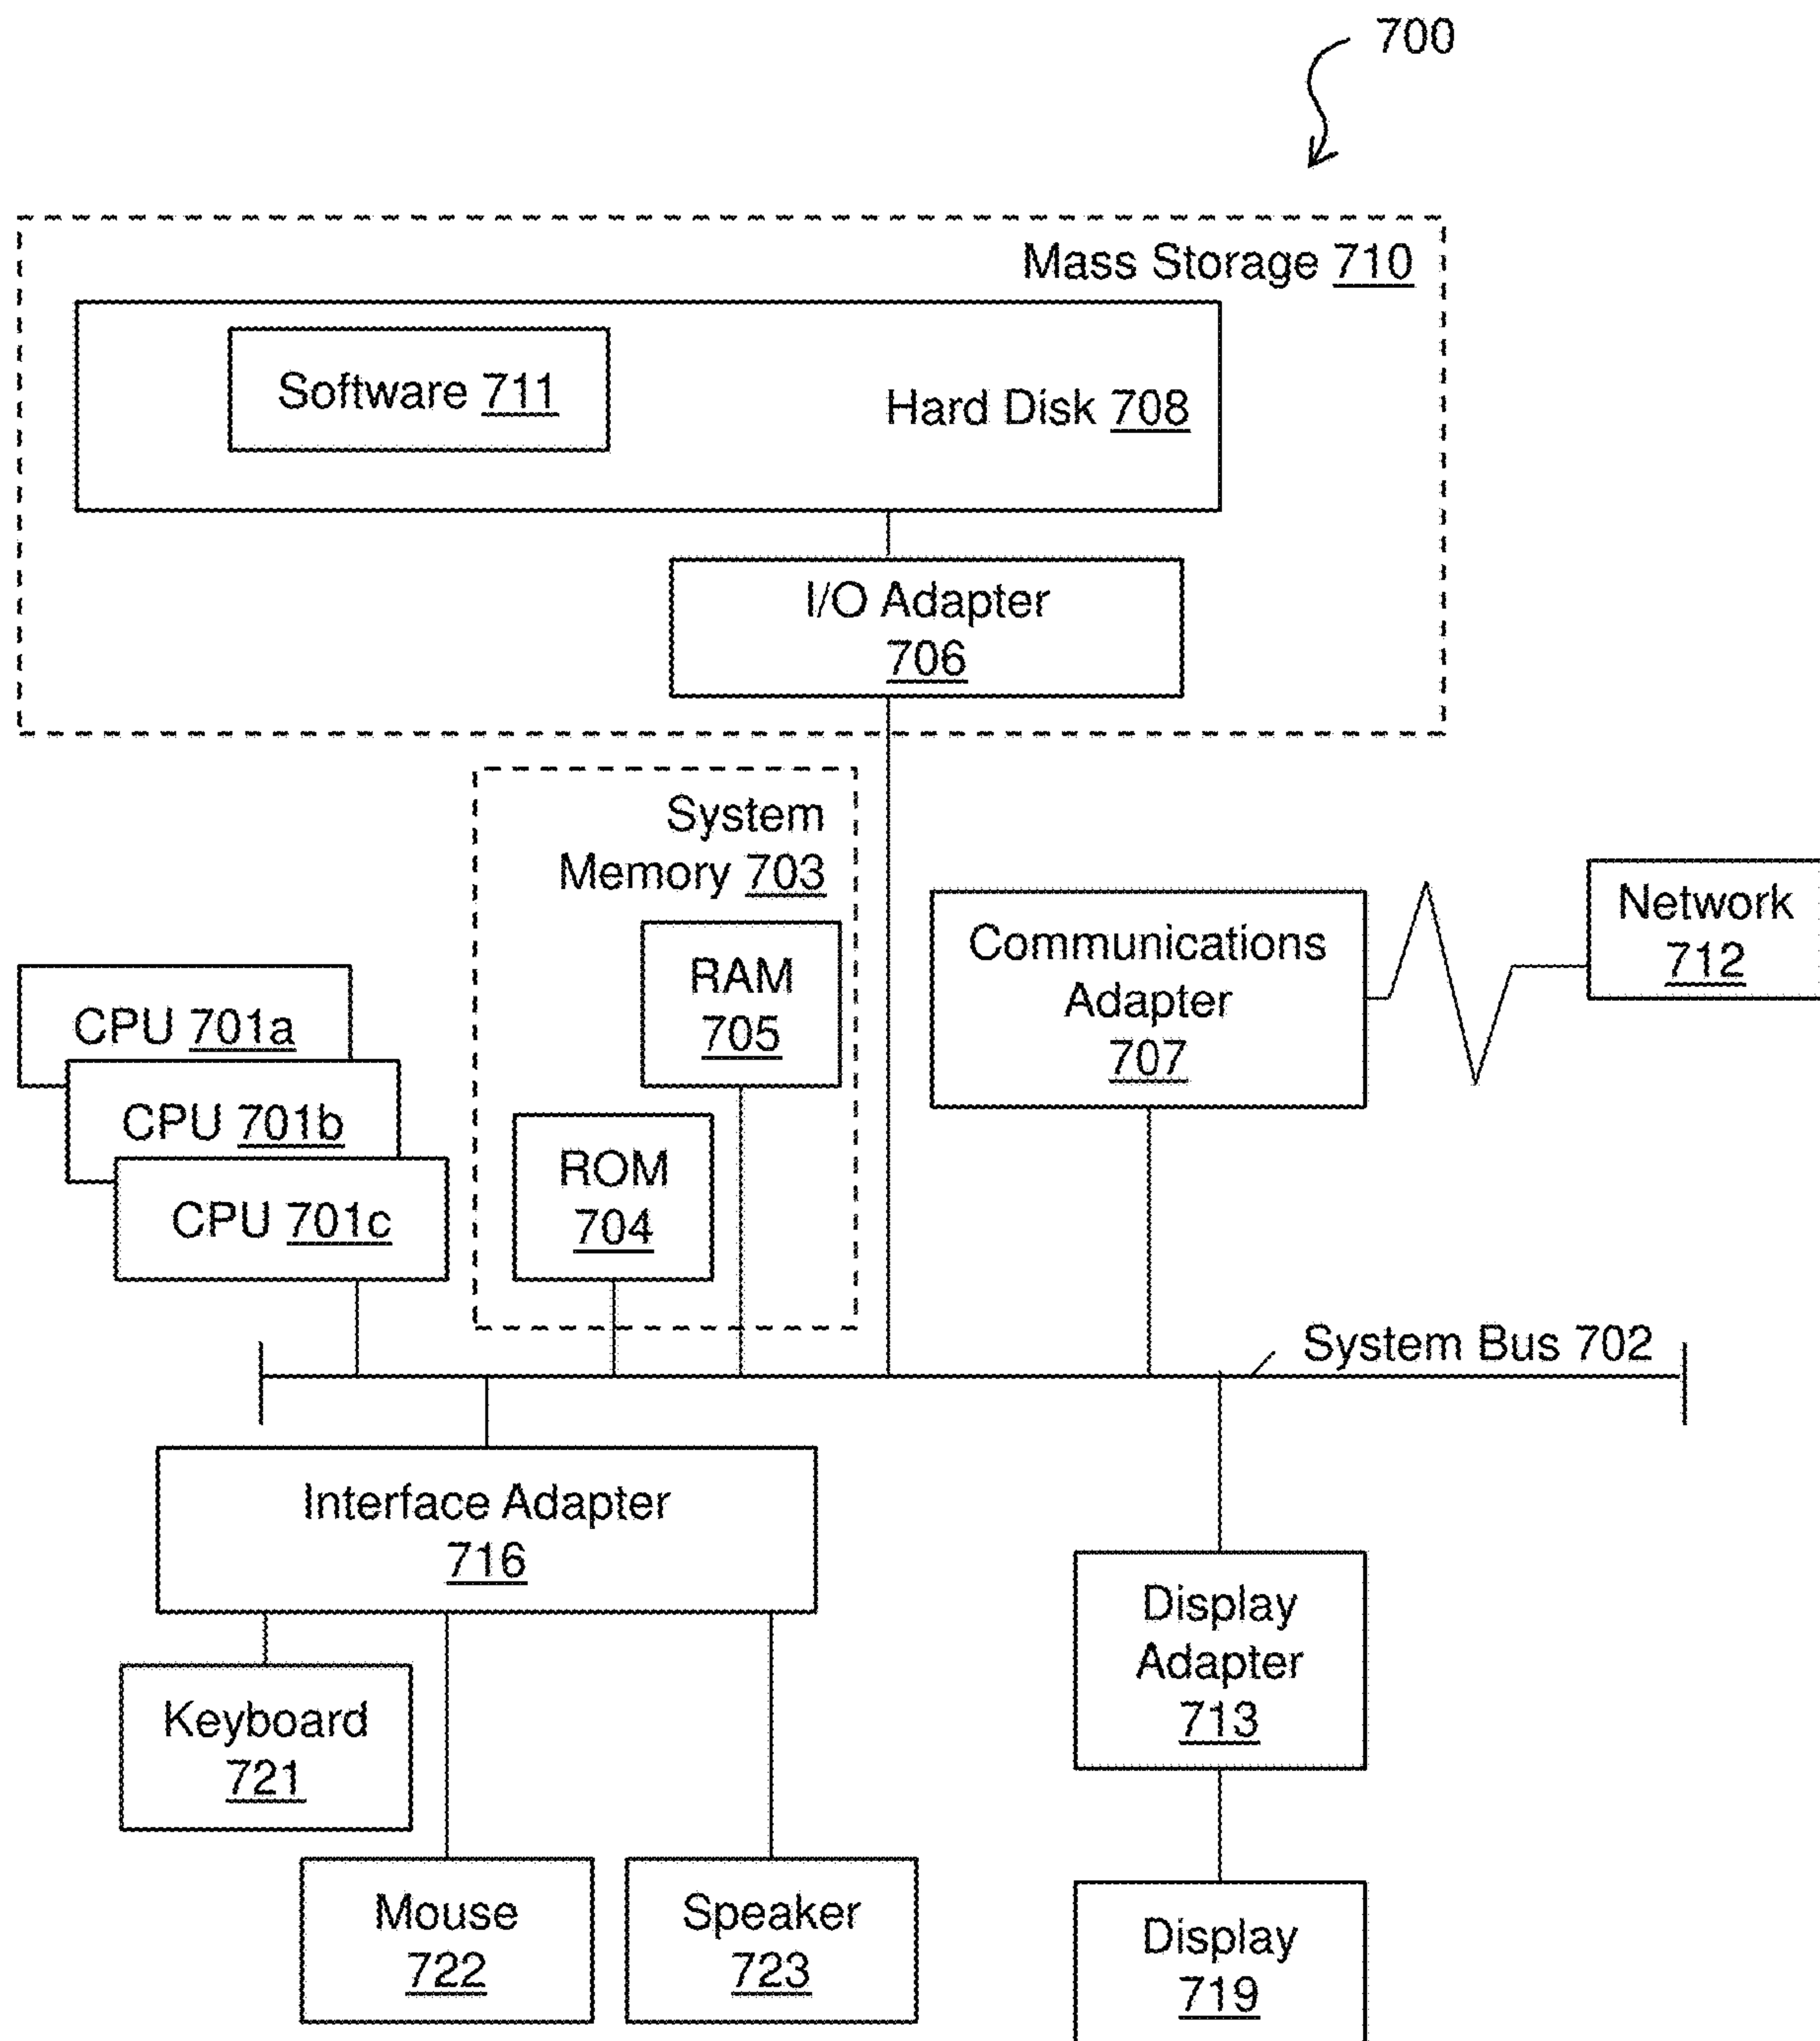 700
Mass Storage 710
Software 711
Hard Disk 708
I/O Adapter
706
System
Memory 703
RAM
705
ROM
704
CPU 701a
CPU 701b
CPU 701c
Communications
Adapter
707
Network
712
System Bus 702
Interface Adapter
716
Keyboard
721
Mouse
722
Speaker
723
Display
Adapter
713
Display
719